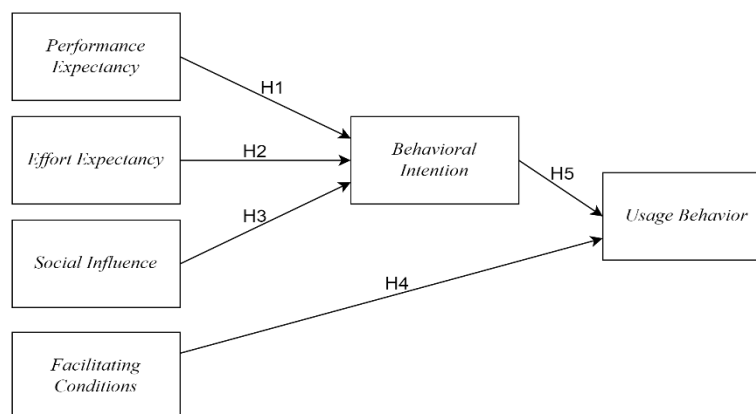 Performance
Expectancy
H1
Effort Expectancy
H2
Behavioral
Intention
H5
Usage Behavior
H3
Social Influence
H4
Facilitating
Conditions